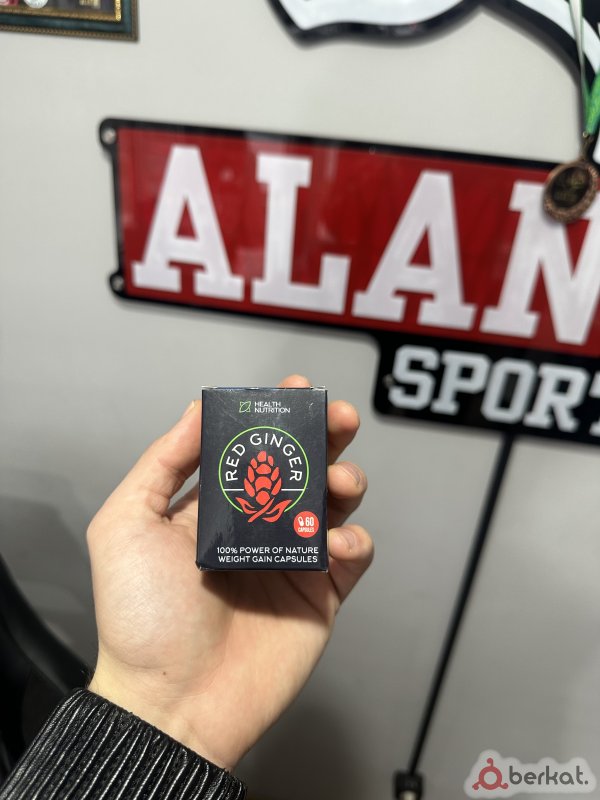 ALAN
SPORT
HEALTH
NUTRITION
RED GINGER
60
CAPSULES
100% POWER OF NATURE
WEIGHT GAIN CAPSULES
berkat.